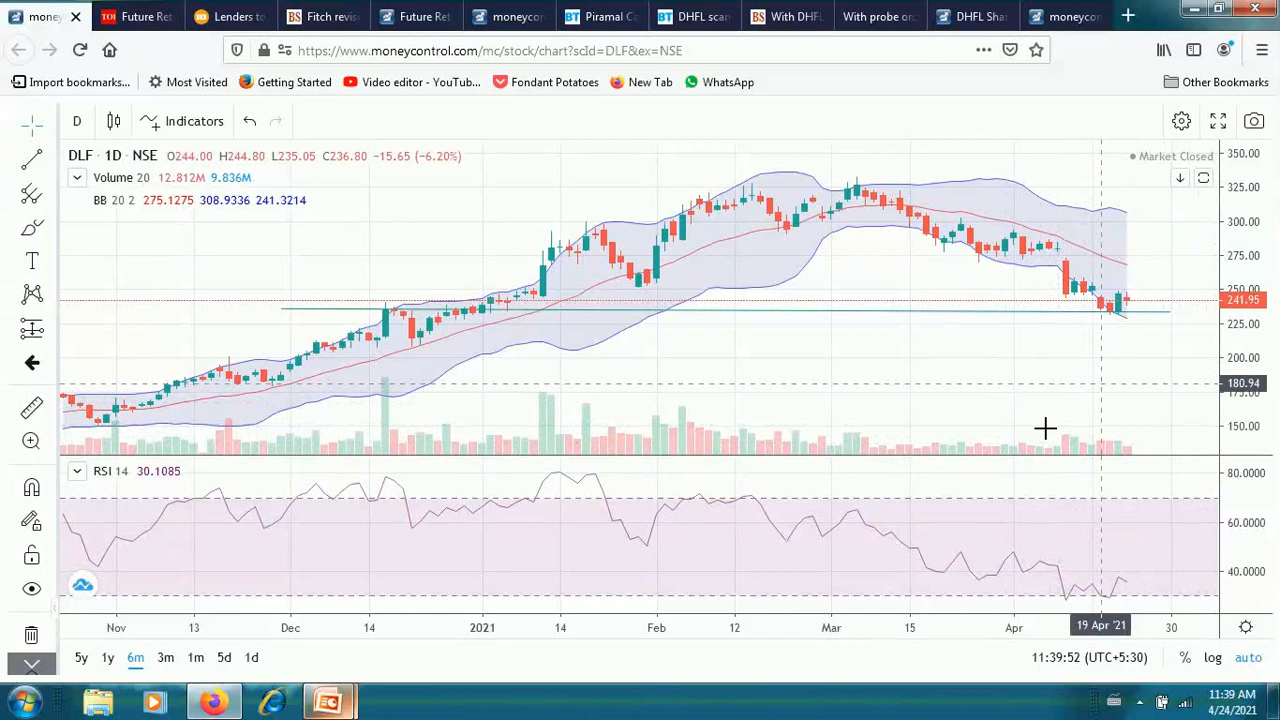 mone
Future Ret
Lenders to
Fitch revis
Future Ret
moneycon
Piramal Ca
DHFL scan
With DHFL
With probe or
DHFL Sha
moneycon
https://www.moneycontrol.com/mc/stock/chart?scId=DLF&ex=NSE
Import bookmarks...
Most Visited
Getting Started
Video editor - YouTub...
Fondant Potatoes
New Tab
WhatsApp
Other Bookmarks
D
Indicators
DLF · 1D · NSE O244.00 H244.80 L235.05 C236.80 -15.65 (-6.20%)
Market Closed
Volume 20 12.812M 9.836M
BB 20 2 275.1275 308.9336 241.3214
350.00
325.00
300.00
275.00
250.00
241.95
225.00
200.00
180.94
175.00
150.00
RSI 14 30.1085
80.0000
60.0000
40.0000
Nov 13 Dec 14 2021 14 Feb 12 Mar 15 Apr 19 Apr '21 30
5y 1y 6m 3m 1m 5d 1d
11:39:52 (UTC+5:30) % log auto
11:39 AM
4/24/2021